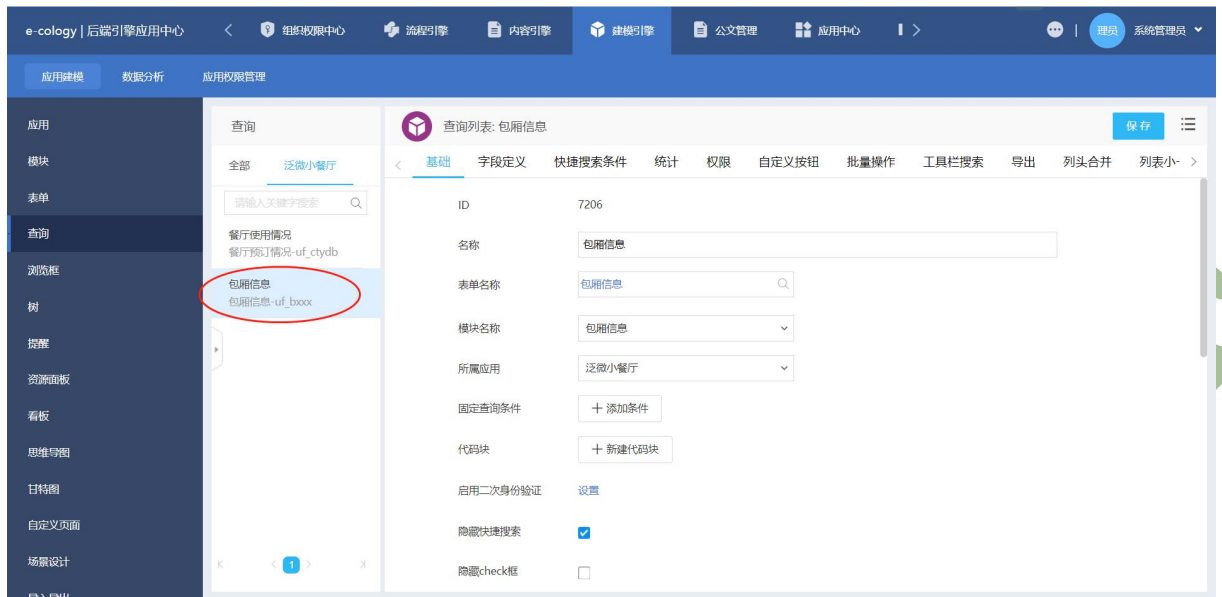 e-cology | 后端引擎应用中心 组织权限中心 流程引擎 内容引擎 建模引擎 公文管理 应用中心 理员 系统管理员
应用建模 数据分析 应用权限管理
应用
模块
表单
查询
浏览框
树
提醒
资源面板
看板
思维导图
甘特图
自定义页面
场景设计
导入导出
查询
全部 泛微小餐厅
请输入关键字搜索
餐厅使用情况
餐厅预订情况-uf_ctydb
包厢信息
包厢信息-uf_bxxx
1
查询列表: 包厢信息 保存
基础 字段定义 快捷搜索条件 统计 权限 自定义按钮 批量操作 工具栏搜索 导出 列头合并 列表小-
ID 7206
名称 包厢信息
表单名称 包厢信息
模块名称 包厢信息
所属应用 泛微小餐厅
固定查询条件 添加条件
代码块 新建代码块
启用二次身份验证 设置
隐藏快捷搜索
隐藏check框